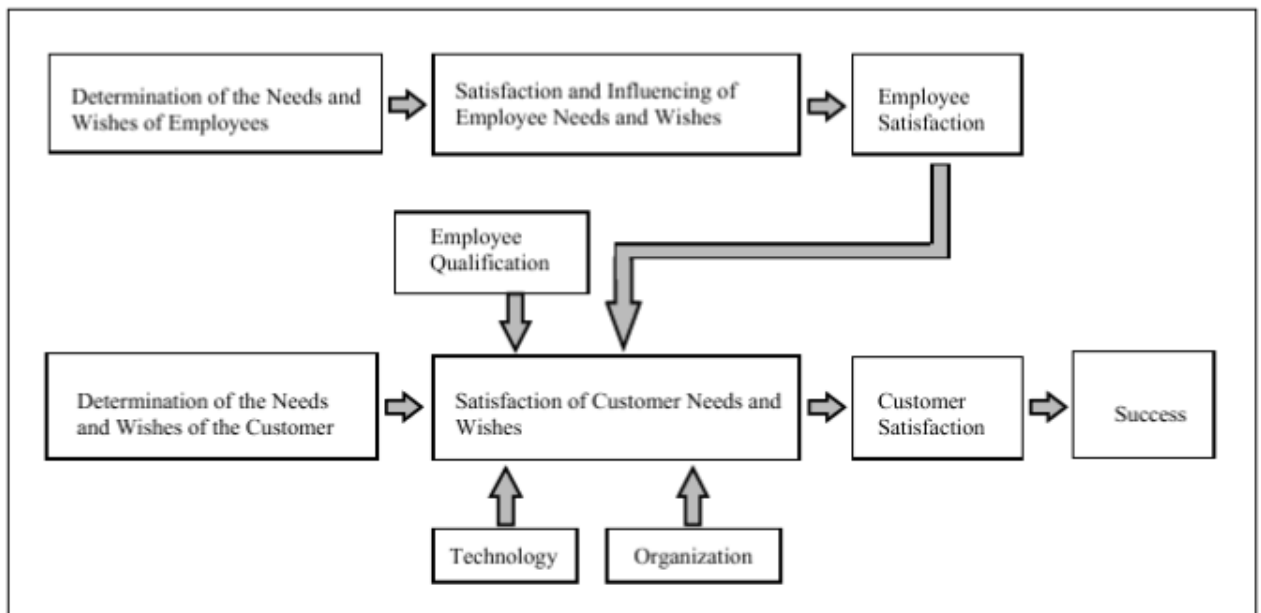 Determination of the Needs and
Wishes of Employees
Satisfaction and Influencing of
Employee Needs and Wishes
Employee
Satisfaction
Employee
Qualification
Determination of the Needs
and Wishes of the Customer
Satisfaction of Customer Needs and
Wishes
Customer
Satisfaction
Success
Technology
Organization